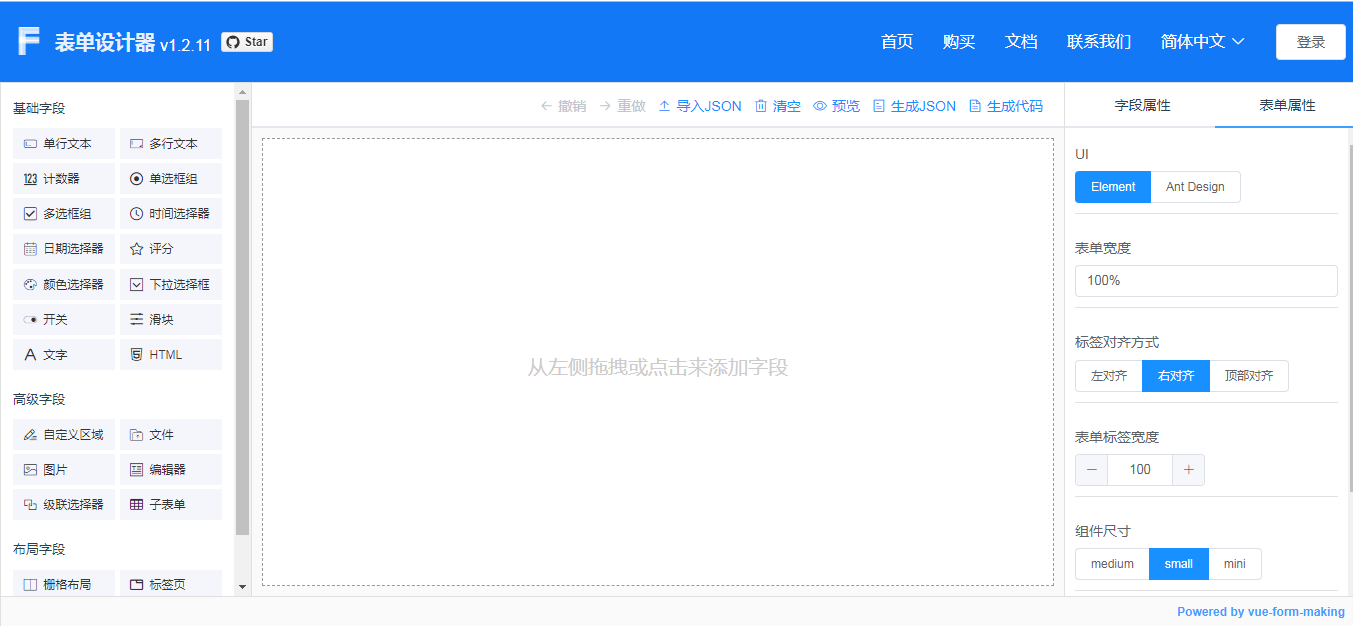 表单设计器 v1.2.11 Star 首页 购买 文档 联系我们 简体中文 登录
撤销 重做 导入JSON 清空 预览 生成JSON 生成代码
基础字段
单行文本 多行文本
计数器 单选框组
多选框组 时间选择器
日期选择器 评分
颜色选择器 下拉选择框
开关 滑块
文字 HTML
高级字段
自定义区域 文件
图片 编辑器
级联选择器 子表单
布局字段
栅格布局 标签页
从左侧拖拽或点击来添加字段
字段属性 表单属性
UI
Element Ant Design
表单宽度
100%
标签对齐方式
左对齐 右对齐 顶部对齐
表单标签宽度
100
组件尺寸
medium small mini
Powered by vue-form-making